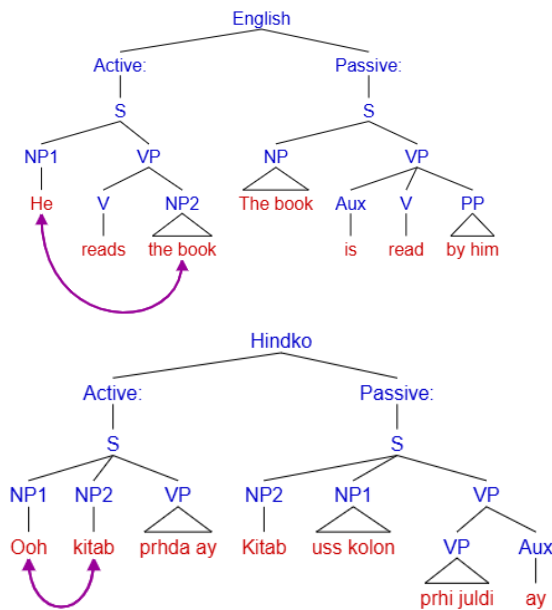 English
Active: Passive:
S S
NP1 VP NP VP
He V NP2 The book Aux V PP
reads the book is read by him
Hindko
Active: Passive:
S S
NP1 NP2 VP NP2 NP1 VP
Ooh kitab prhda ay Kitab uss kolon VP Aux
prhi juldi ay